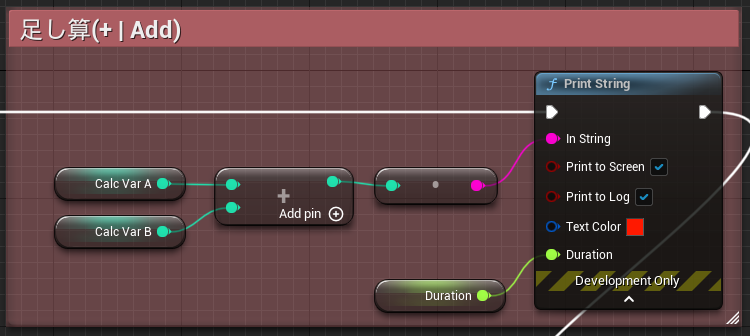 足し算(+ | Add)
Print String
In String
Calc Var A
Print to Screen
+
Add pin
Print to Log
Calc Var B
Text Color
Duration
Duration
Development Only